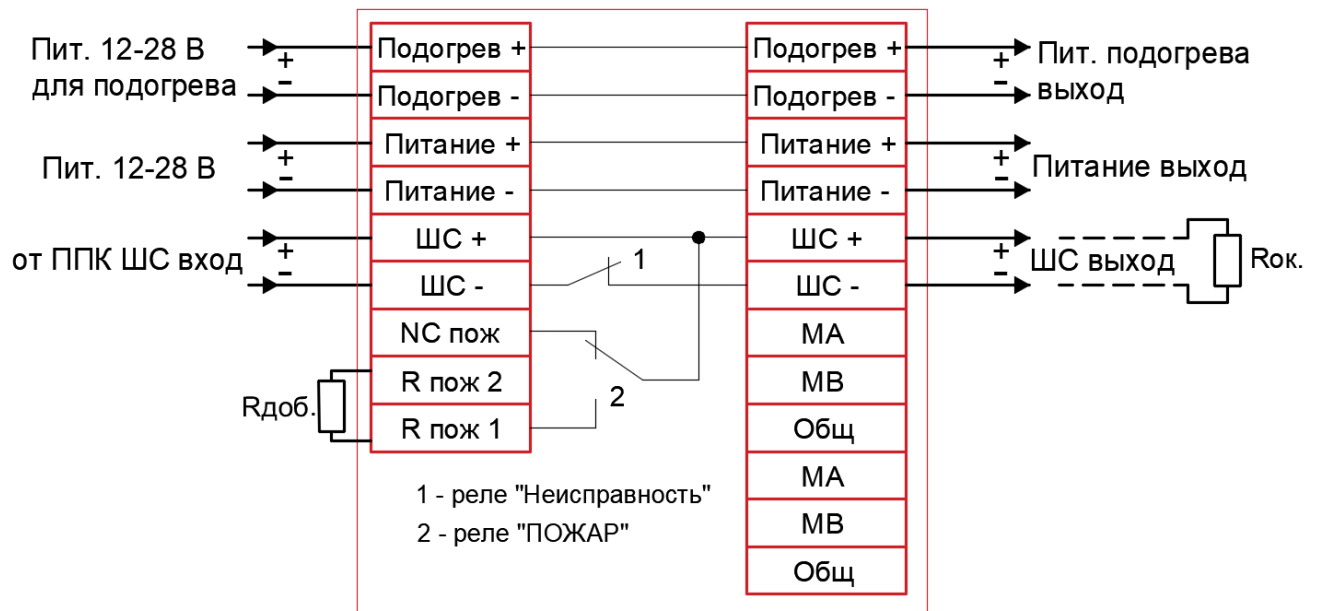 Пит. 12-28 В
для подогрева
+
-
Пит. 12-28 В
+
-
от ППК ШС вход
+
-
Rдоб.
Подогрев +
Подогрев -
Питание +
Питание -
ШС +
ШС -
NC пож
R пож 2
R пож 1
1
2
1 - реле "Неисправность"
2 - реле "ПОЖАР"
Подогрев +
Подогрев -
Питание +
Питание -
ШС +
ШС -
МА
МВ
Общ
МА
МВ
Общ
+
-
Пит. подогрева
выход
+
-
Питание выход
+
-
ШС выход
Rок.